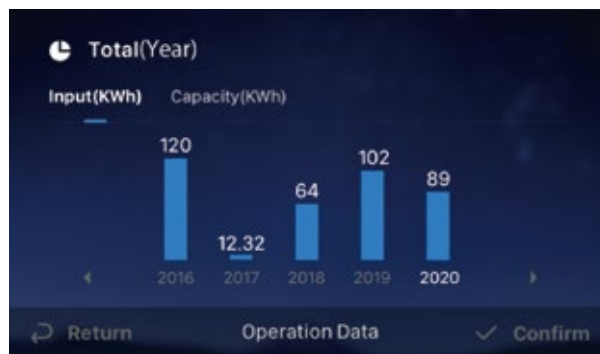 Total(Year)
Input(KWh) Capacity(KWh)
120
12.32
64
102
89
2016 2017 2018 2019 2020
Return Operation Data Confirm